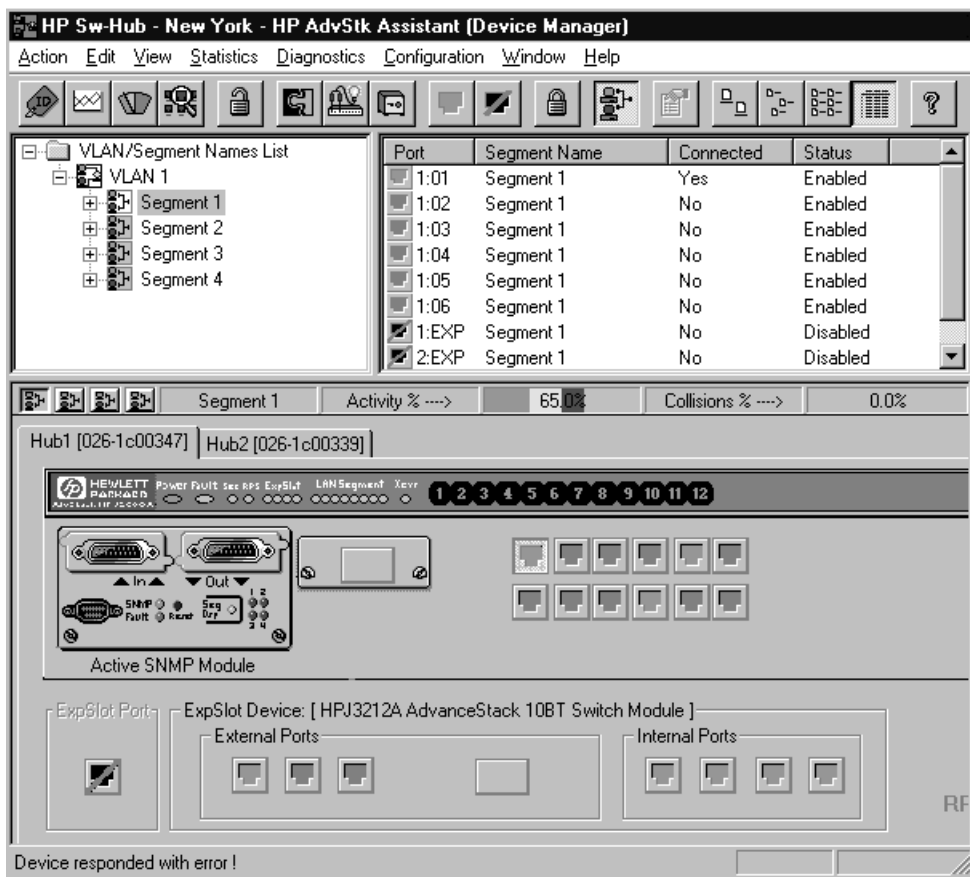 HP Sw-Hub - New York - HP AdvStk Assistant (Device Manager)
Action Edit View Statistics Diagnostics Configuration Window Help
ID
?
VLAN/Segment Names List
VLAN 1
Segment 1
Segment 2
Segment 3
Segment 4
Port Segment Name Connected Status
1:01 Segment 1 Yes Enabled
1:02 Segment 1 No Enabled
1:03 Segment 1 No Enabled
1:04 Segment 1 No Enabled
1:05 Segment 1 No Enabled
1:06 Segment 1 No Enabled
1:EXP Segment 1 No Disabled
2:EXP Segment 1 No Disabled
Segment 1 Activity % ----> 65.0% Collisions % ----> 0.0%
Hub1 [026-1c00347] Hub2 [026-1c00339]
HEWLETT PACKARD Power Fault Sec RPS ExpSlot LAN Segment Xcvr 1 2 3 4 5 6 7 8 9 10 11 12
In Out
SNMP Fault Reset Seg 1 2 3 4
Active SNMP Module
ExpSlot Port ExpSlot Device: [ HPJ3212A AdvanceStack 10BT Switch Module ]
External Ports Internal Ports
Device responded with error !